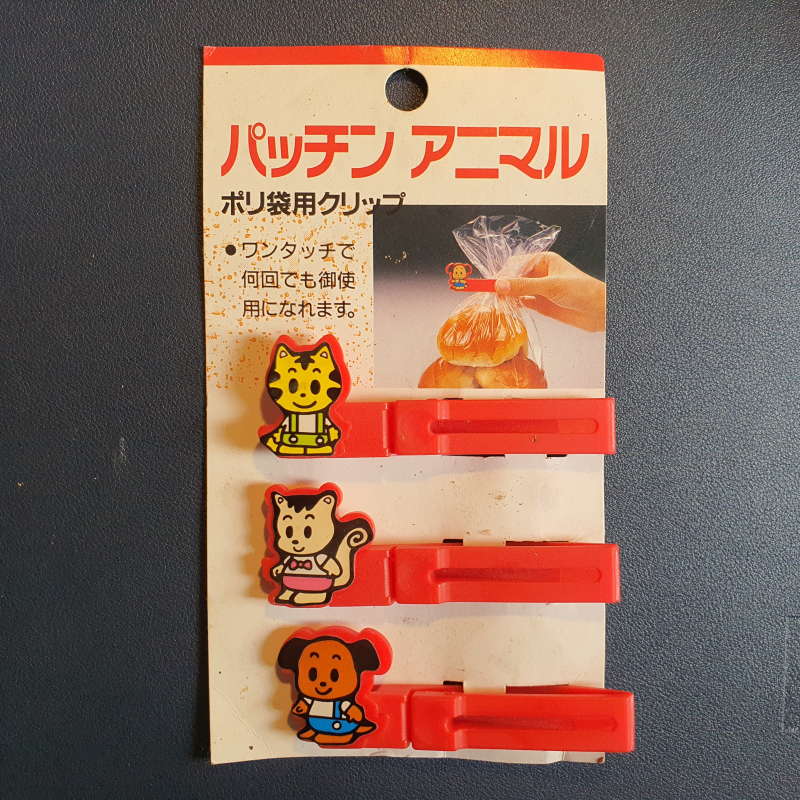 パッチン アニマル
ポリ袋用クリップ
●ワンタッチで
何回でも御使
用になれます。